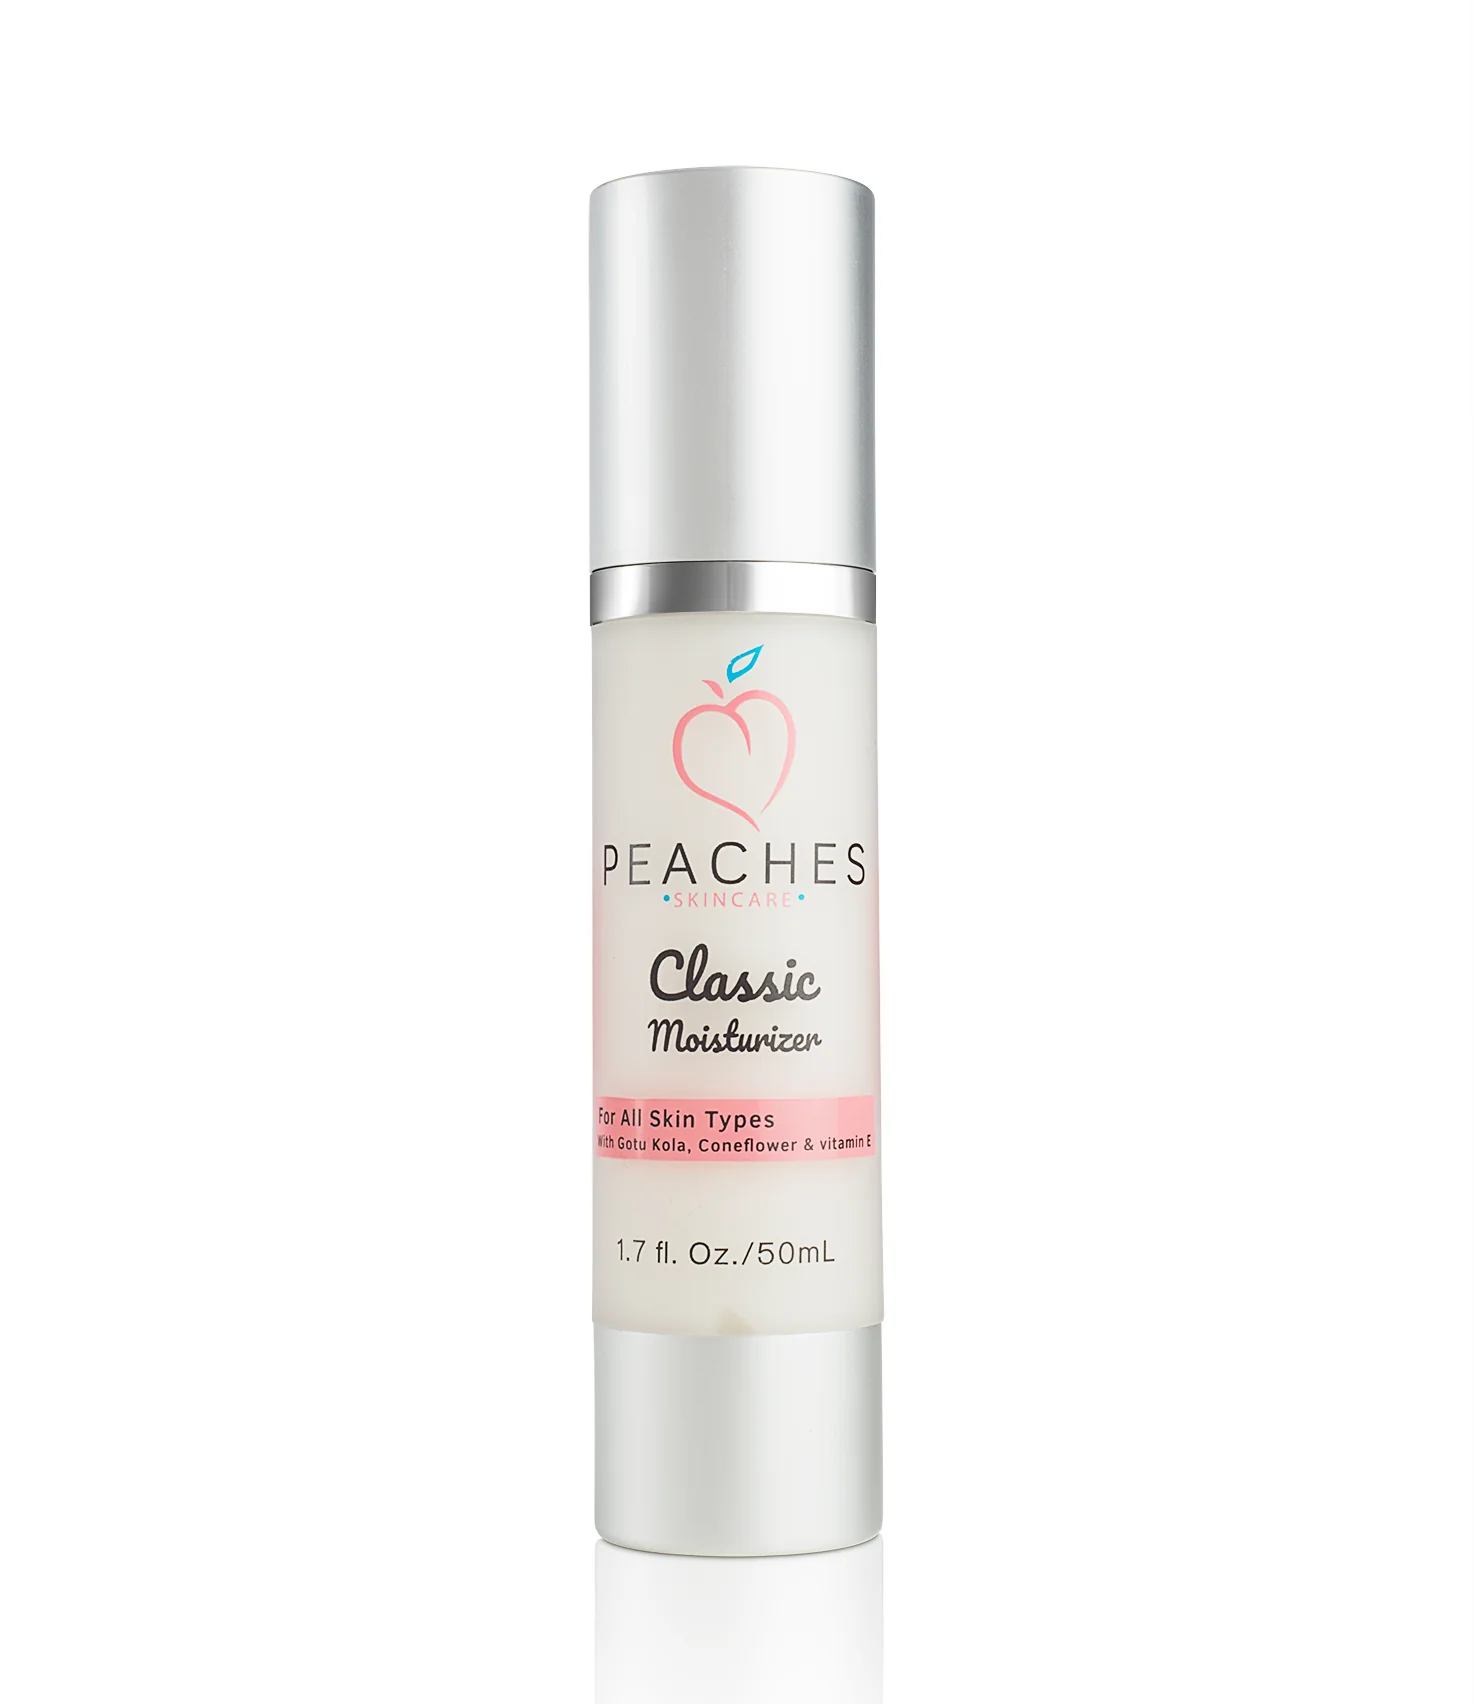 PEACHES
•SKINCARE•
Classic
Moisturizer
For All Skin Types
With Gotu Kola, Coneflower & vitamin E
1.7 fl. Oz./50mL